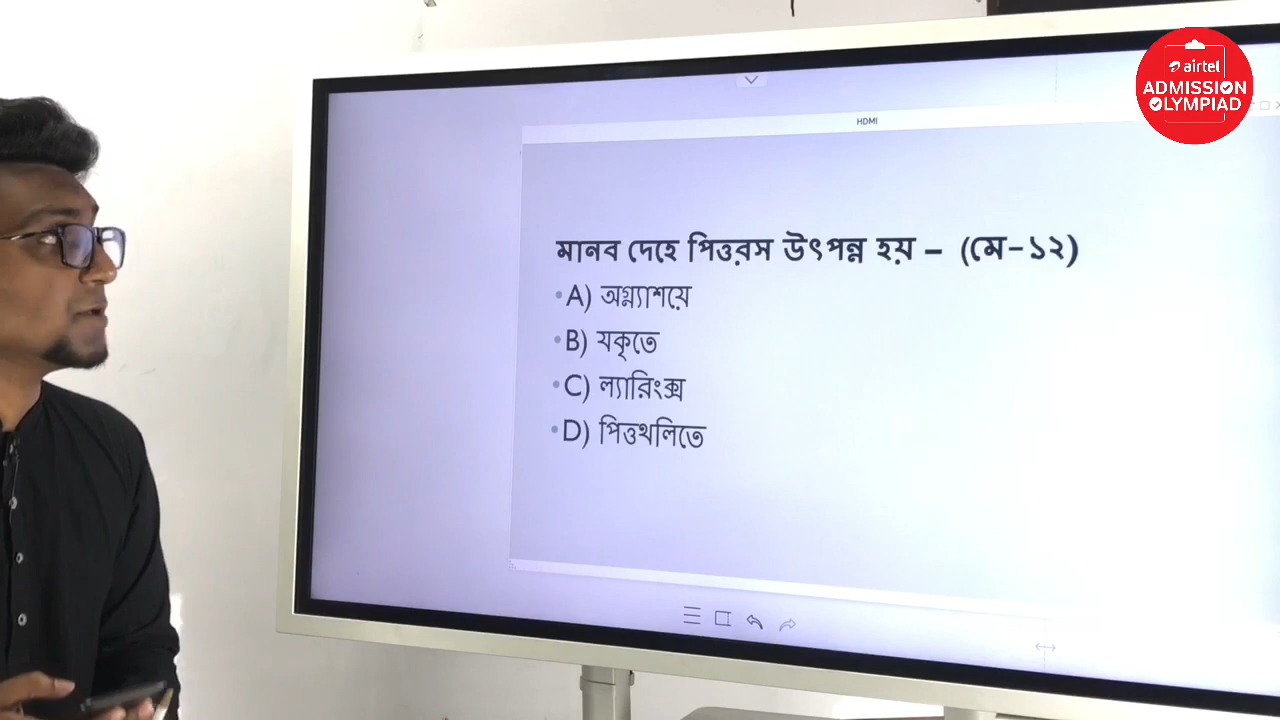 airtel
ADMISSION
OLYMPIAD
HDMI
মানব দেহে পিত্তরস উৎপন্ন হয় – (মে-১২)
• A) অগ্ন্যাশয়ে
• B) যকৃতে
• C) ল্যারিংক্স
• D) পিত্তথলিতে